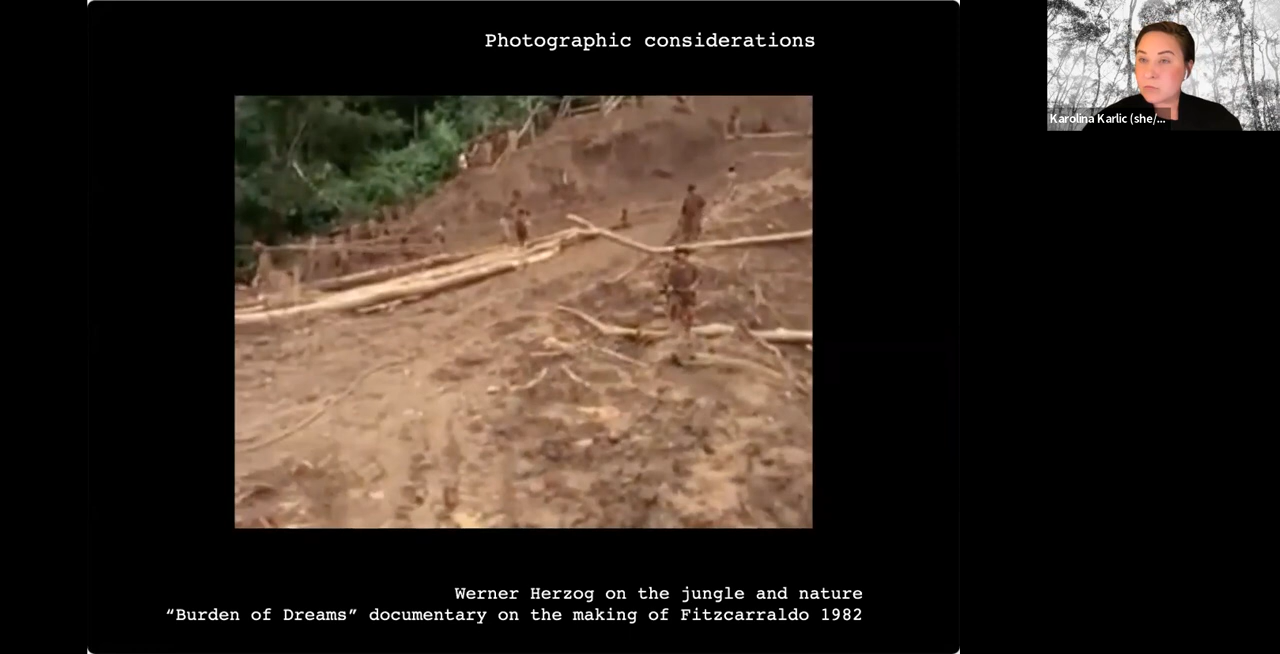 Photographic considerations
Karolina Karlic (she/...
Werner Herzog on the jungle and nature
“Burden of Dreams” documentary on the making of Fitzcarraldo 1982